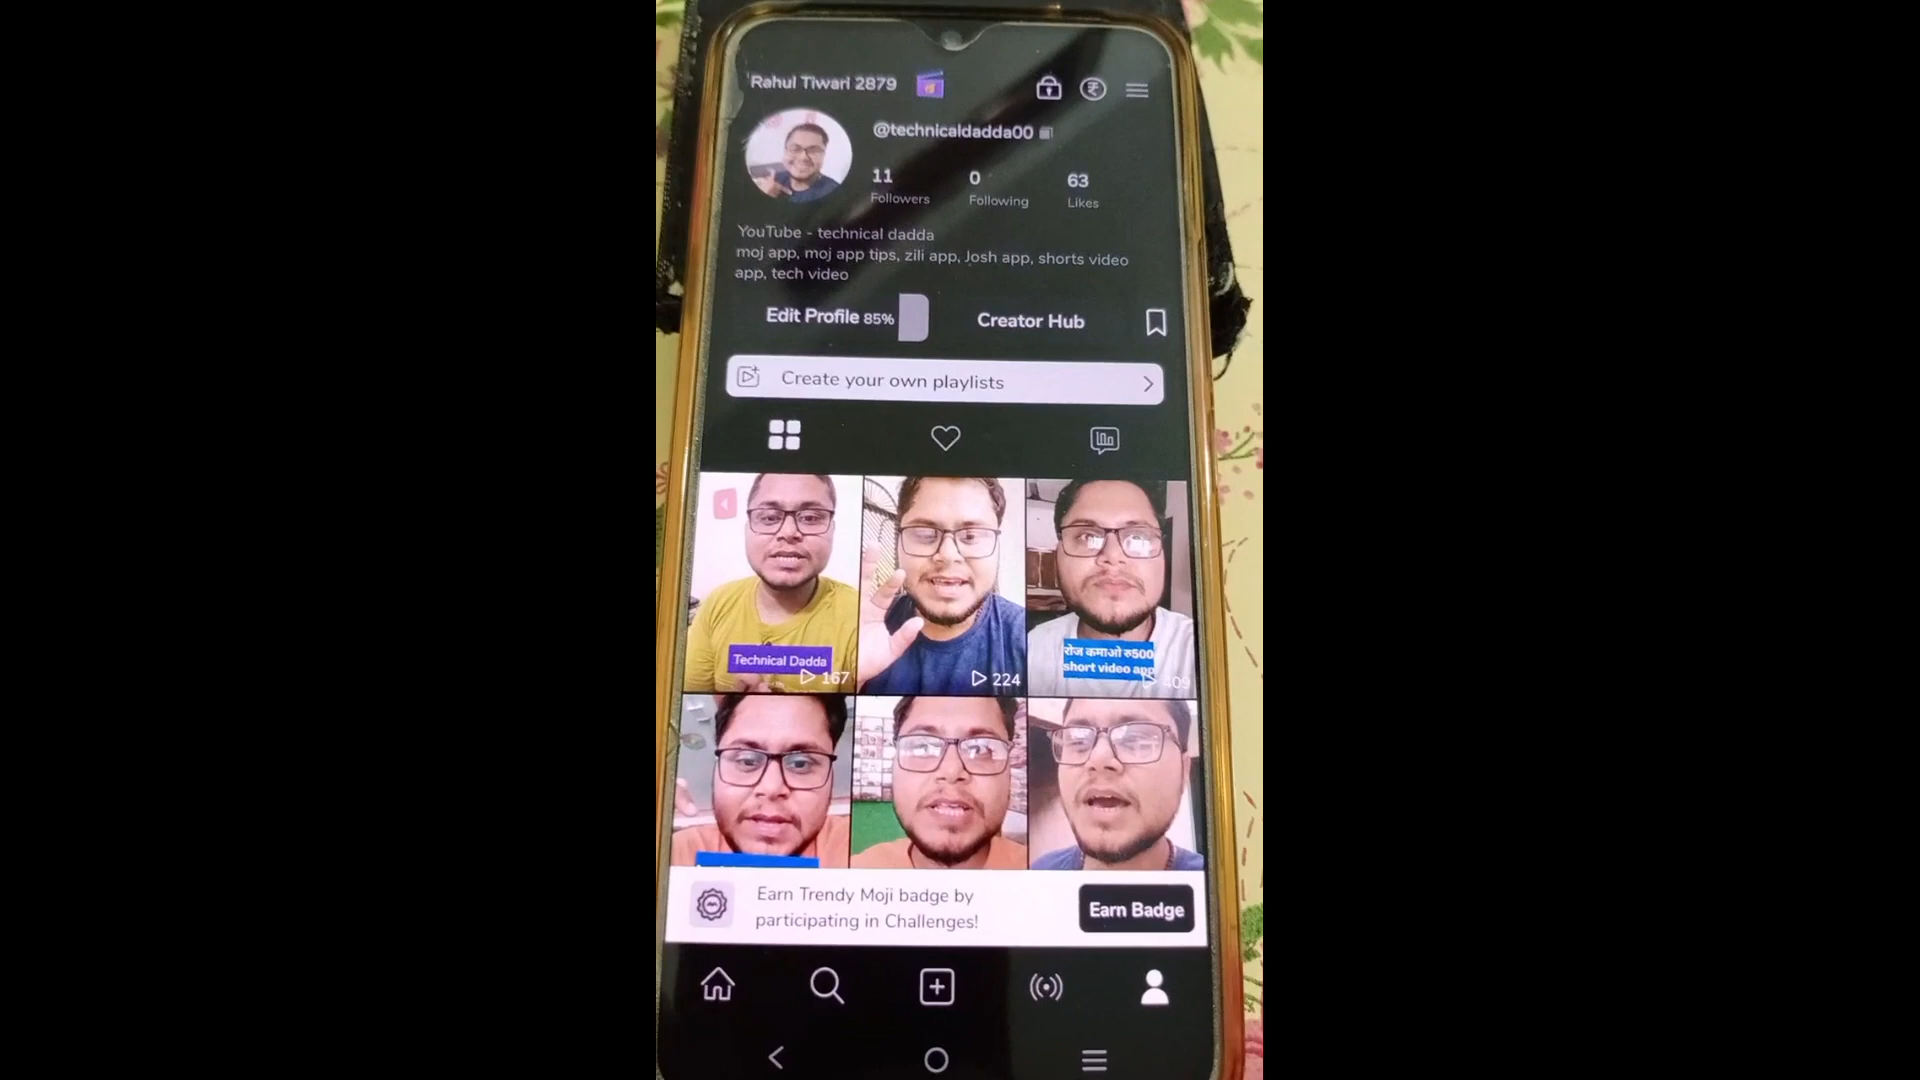 Rahul Tiwari 2879
@technicaldadda00
11 0 63
Followers Following Likes
YouTube - technical dadda
moj app, moj app tips, zili app, Josh app, shorts video
app, tech video
Edit Profile 85% Creator Hub
Create your own playlists
Technical Dadda
167
224
रोज कमाओ रु500
short video app
409
Earn Trendy Moji badge by
participating in Challenges!
Earn Badge